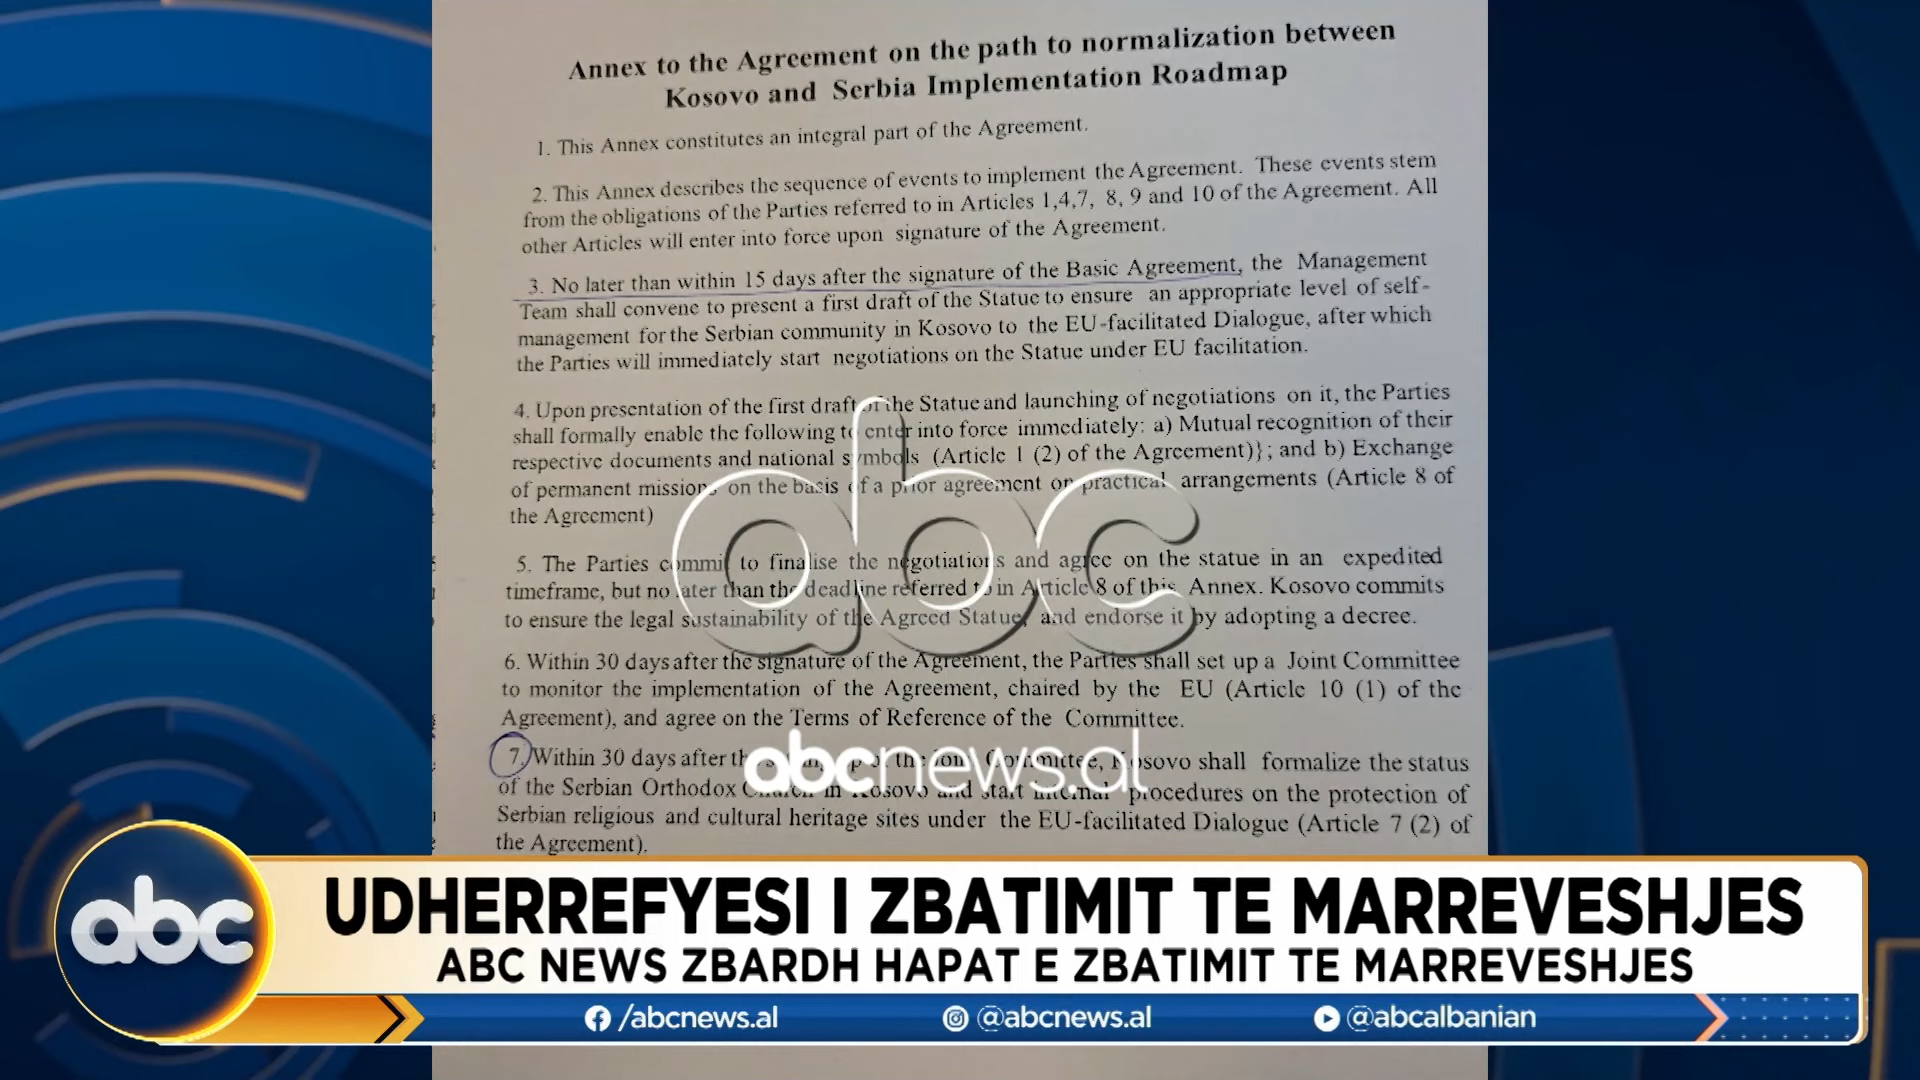 Annex to the Agreement on the path to normalization between
Kosovo and Serbia Implementation Roadmap
1. This Annex constitutes an integral part of the Agreement.
2. This Annex describes the sequence of events to implement the Agreement. These events stem
from the obligations of the Parties referred to in Articles 1,4,7, 8, 9 and 10 of the Agreement. All
other Articles will enter into force upon signature of the Agreement.
3. No later than within 15 days after the signature of the Basic Agreement, the Management
Team shall convene to present a first draft of the Statue to ensure an appropriate level of self-
management for the Serbian community in Kosovo to the EU-facilitated Dialogue, after which
the Parties will immediately start negotiations on the Statue under EU facilitation.
4. Upon presentation of the first draft of the Statue and launching of negotiations on it, the Parties
shall formally enable the following to enter into force immediately: a) Mutual recognition of their
respective documents and national symbols (Article 1 (2) of the Agreement)}; and b) Exchange
of permanent missions on the basis of a prior agreement on practical arrangements (Article 8 of
the Agreement)
abc
5. The Parties commit to finalise the negotiations and agree on the statue in an expedited
timeframe, but no later than the deadline referred to in Article 8 of this Annex. Kosovo commits
to ensure the legal sustainability of the Agreed Statue, and endorse it by adopting a decree.
6. Within 30 days after the signature of the Agreement, the Parties shall set up a Joint Committee
to monitor the implementation of the Agreement, chaired by the EU (Article 10 (1) of the
Agreement), and agree on the Terms of Reference of the Committee.
7. Within 30 days after the setting up of the Joint Committee, Kosovo shall formalize the status
abcnews.al
of the Serbian Orthodox Church in Kosovo and start internal procedures on the protection of
Serbian religious and cultural heritage sites under the EU-facilitated Dialogue (Article 7 (2) of
the Agreement).
abc
UDHERREFYESI I ZBATIMIT TE MARREVESHJES
ABC NEWS ZBARDH HAPAT E ZBATIMIT TE MARREVESHJES
/abcnews.al @abcnews.al @abcalbanian